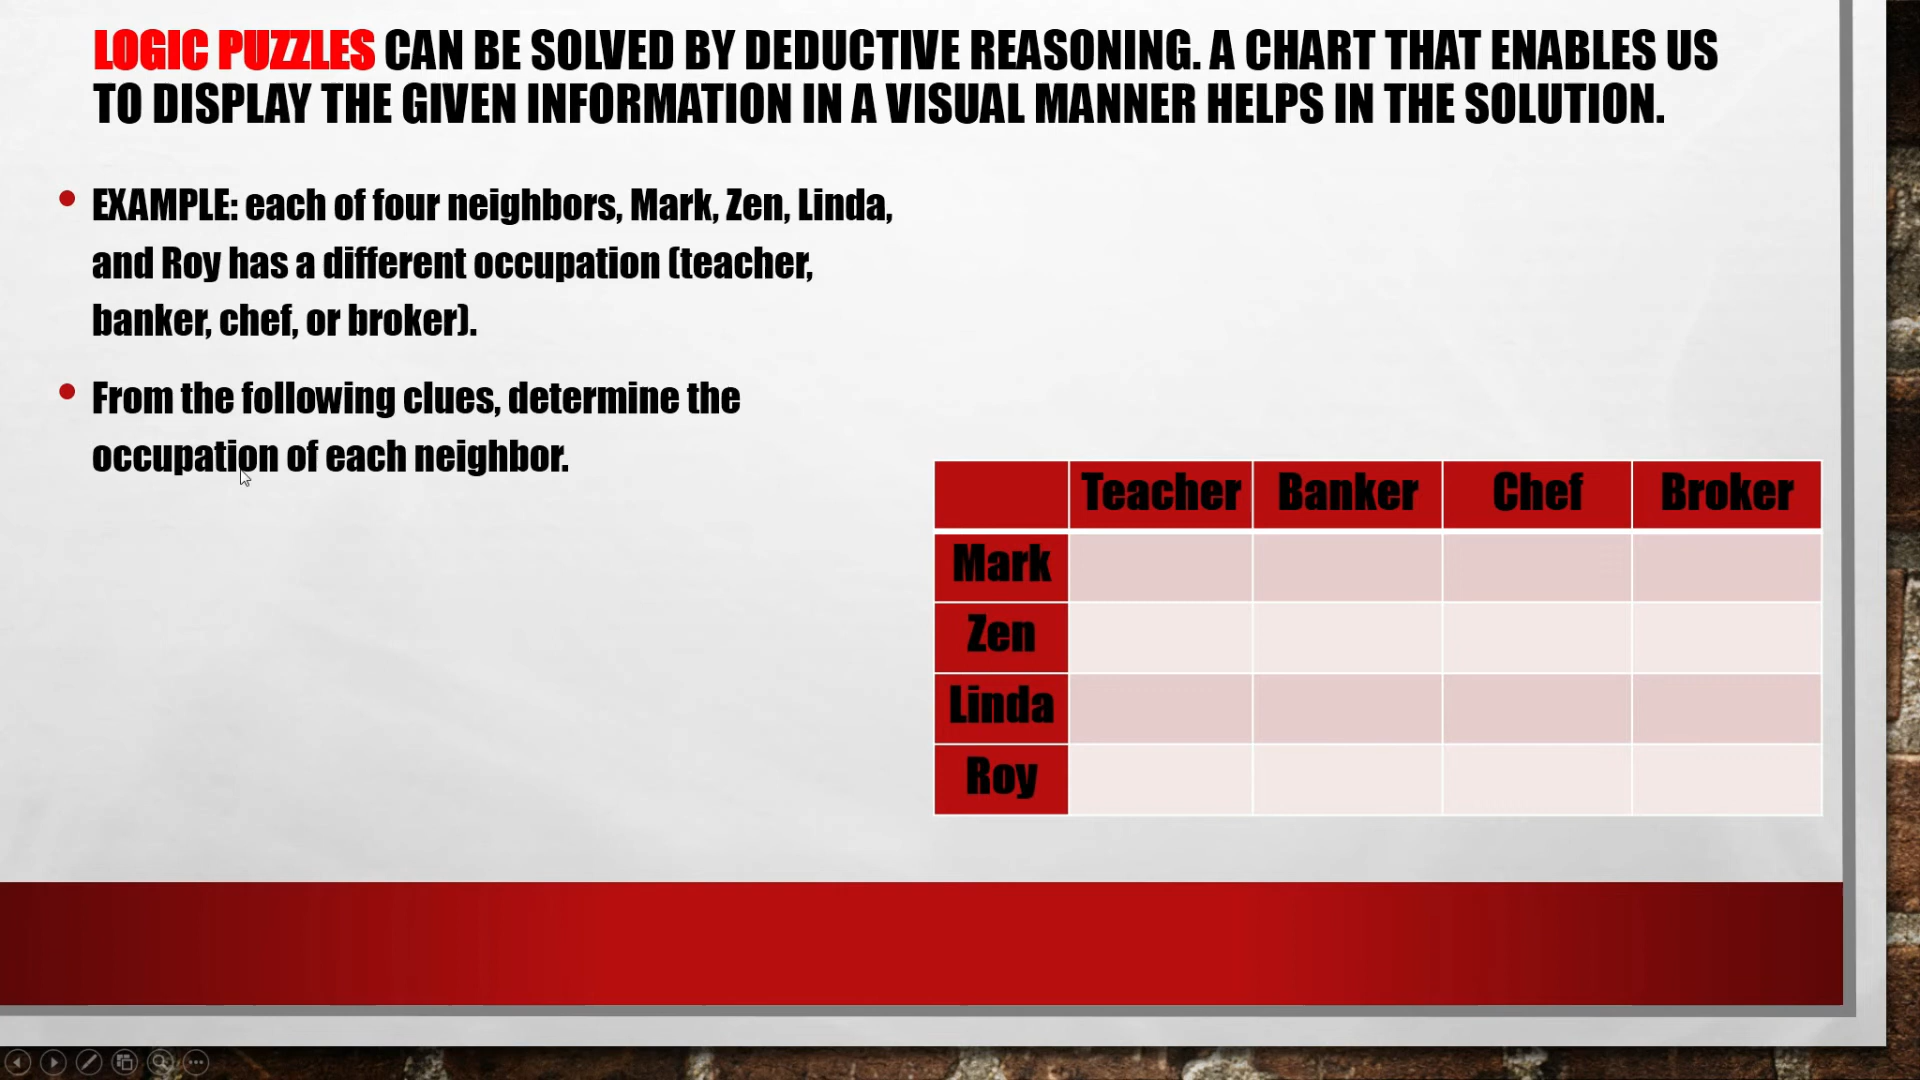 LOGIC PUZZLES CAN BE SOLVED BY DEDUCTIVE REASONING. A CHART THAT ENABLES US
TO DISPLAY THE GIVEN INFORMATION IN A VISUAL MANNER HELPS IN THE SOLUTION.
• EXAMPLE: each of four neighbors, Mark, Zen, Linda,
and Roy has a different occupation (teacher,
banker, chef, or broker).
• From the following clues, determine the
occupation of each neighbor.
Teacher Banker Chef Broker
Mark
Zen
Linda
Roy